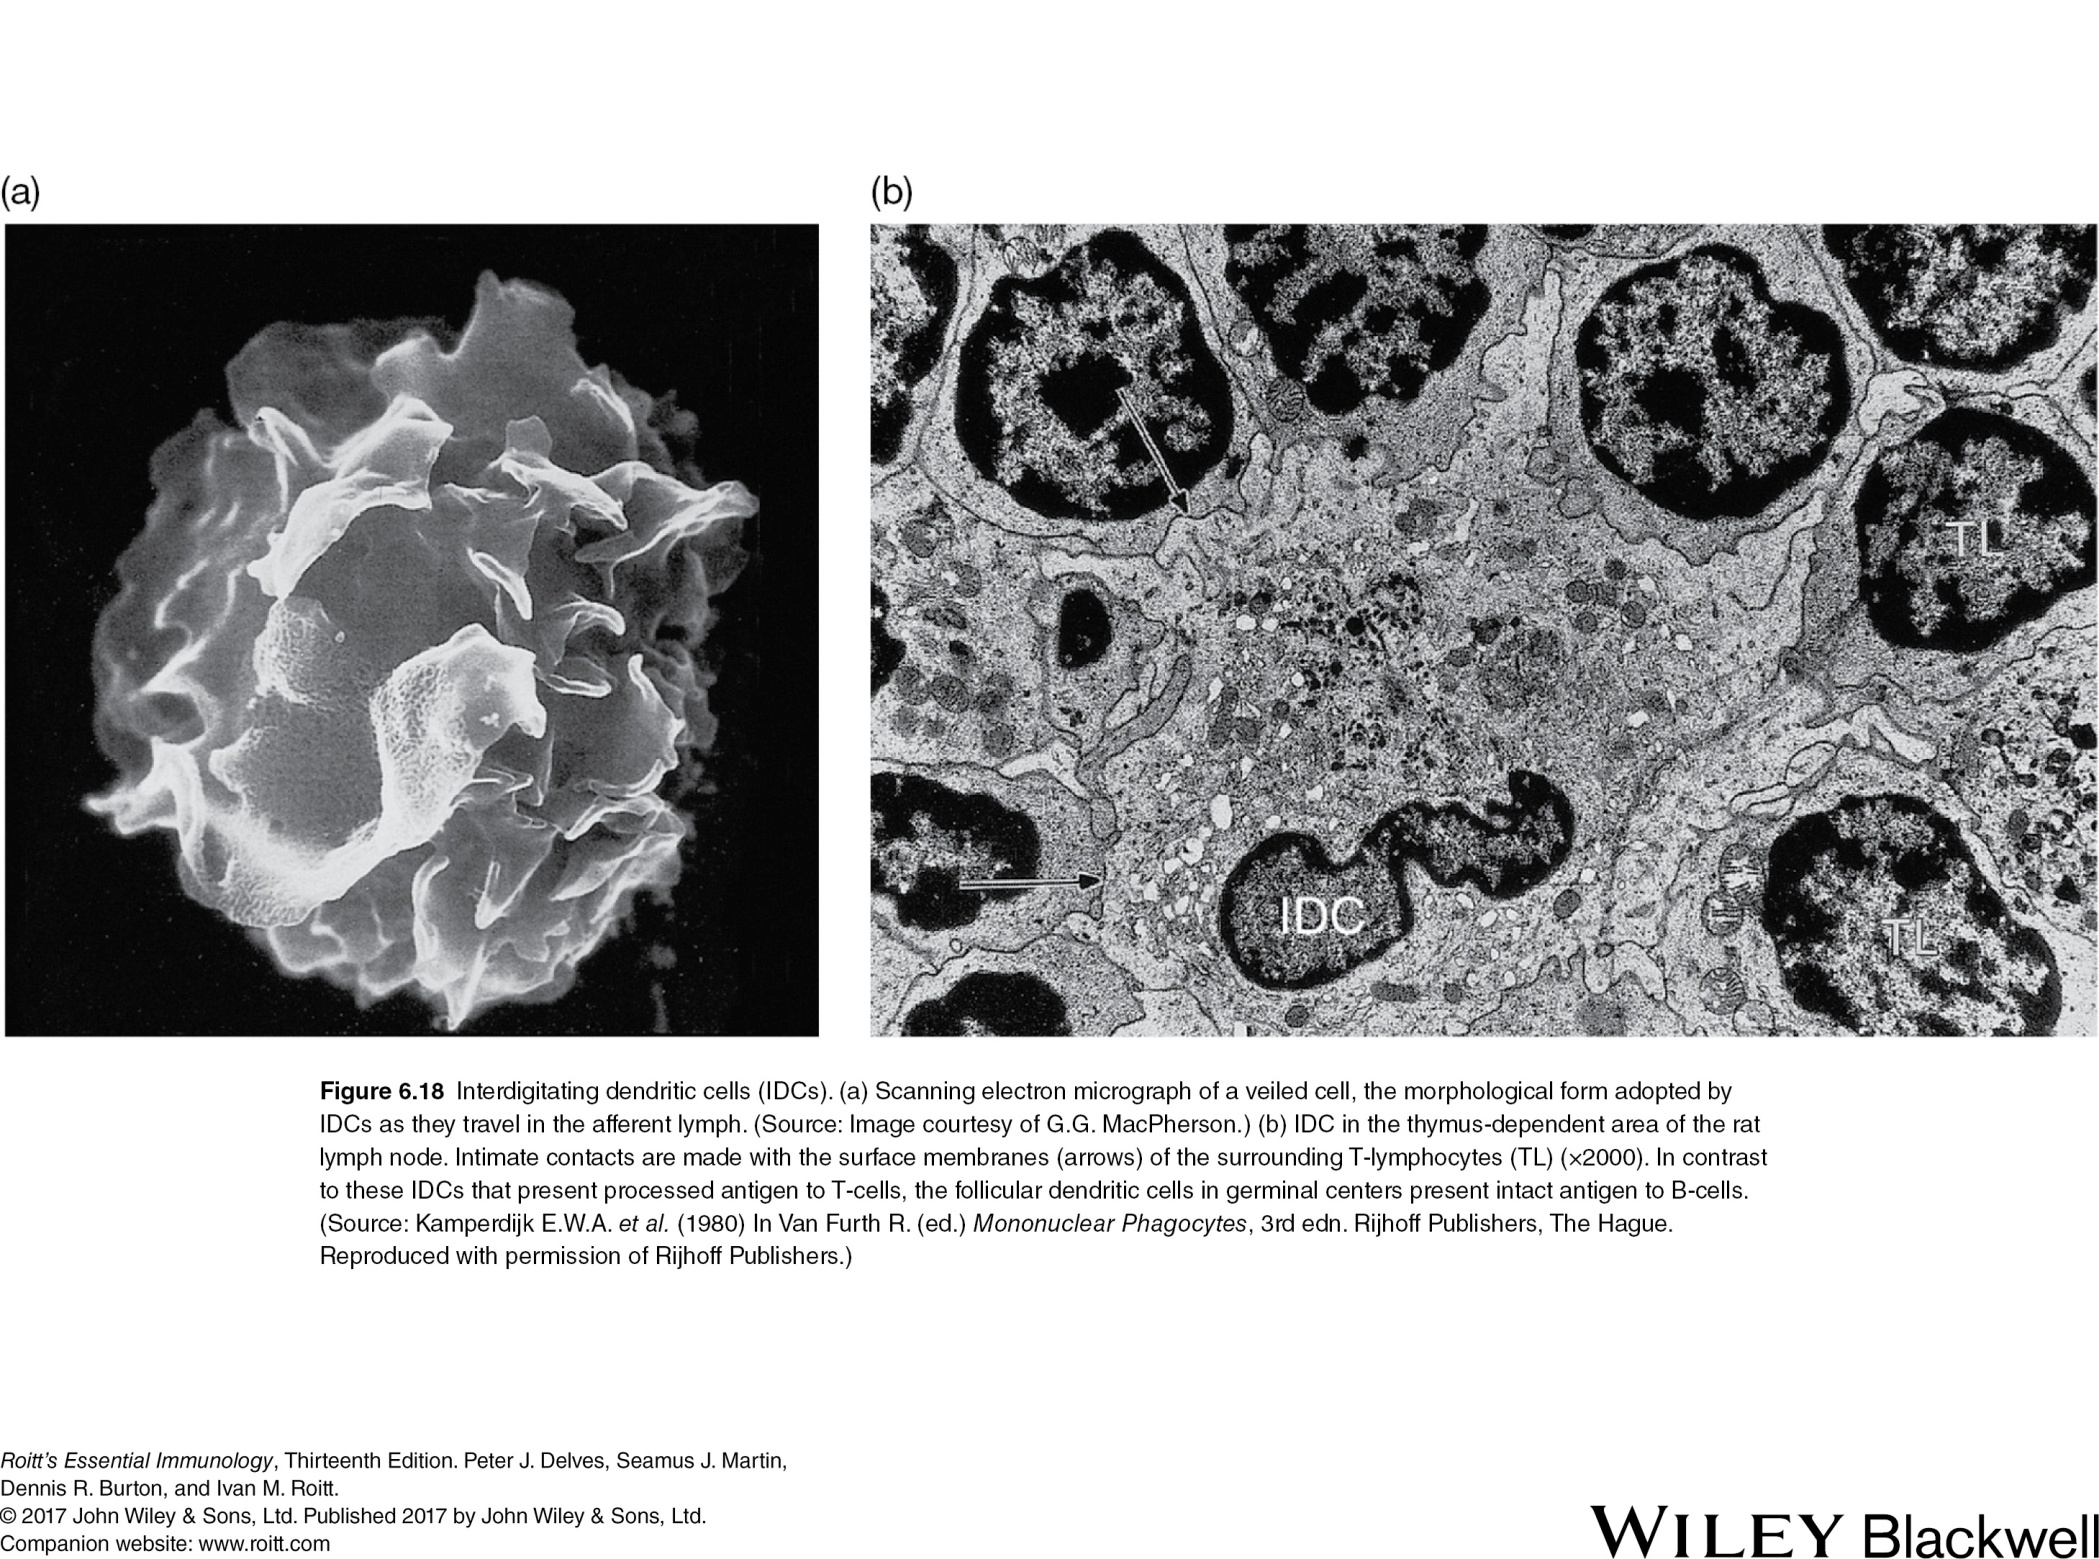 (a)
(b)
TL
IDC
TL
Figure 6.18 Interdigitating dendritic cells (IDCs). (a) Scanning electron micrograph of a veiled cell, the morphological form adopted by
IDCs as they travel in the afferent lymph. (Source: Image courtesy of G.G. MacPherson.) (b) IDC in the thymus-dependent area of the rat
lymph node. Intimate contacts are made with the surface membranes (arrows) of the surrounding T-lymphocytes (TL) (×2000). In contrast
to these IDCs that present processed antigen to T-cells, the follicular dendritic cells in germinal centers present intact antigen to B-cells.
(Source: Kamperdijk E.W.A. et al. (1980) In Van Furth R. (ed.) Mononuclear Phagocytes, 3rd edn. Rijhoff Publishers, The Hague.
Reproduced with permission of Rijhoff Publishers.)
Roitt's Essential Immunology, Thirteenth Edition. Peter J. Delves, Seamus J. Martin,
Dennis R. Burton, and Ivan M. Roitt.
© 2017 John Wiley & Sons, Ltd. Published 2017 by John Wiley & Sons, Ltd.
Companion website: www.roitt.com
WILEY Blackwell